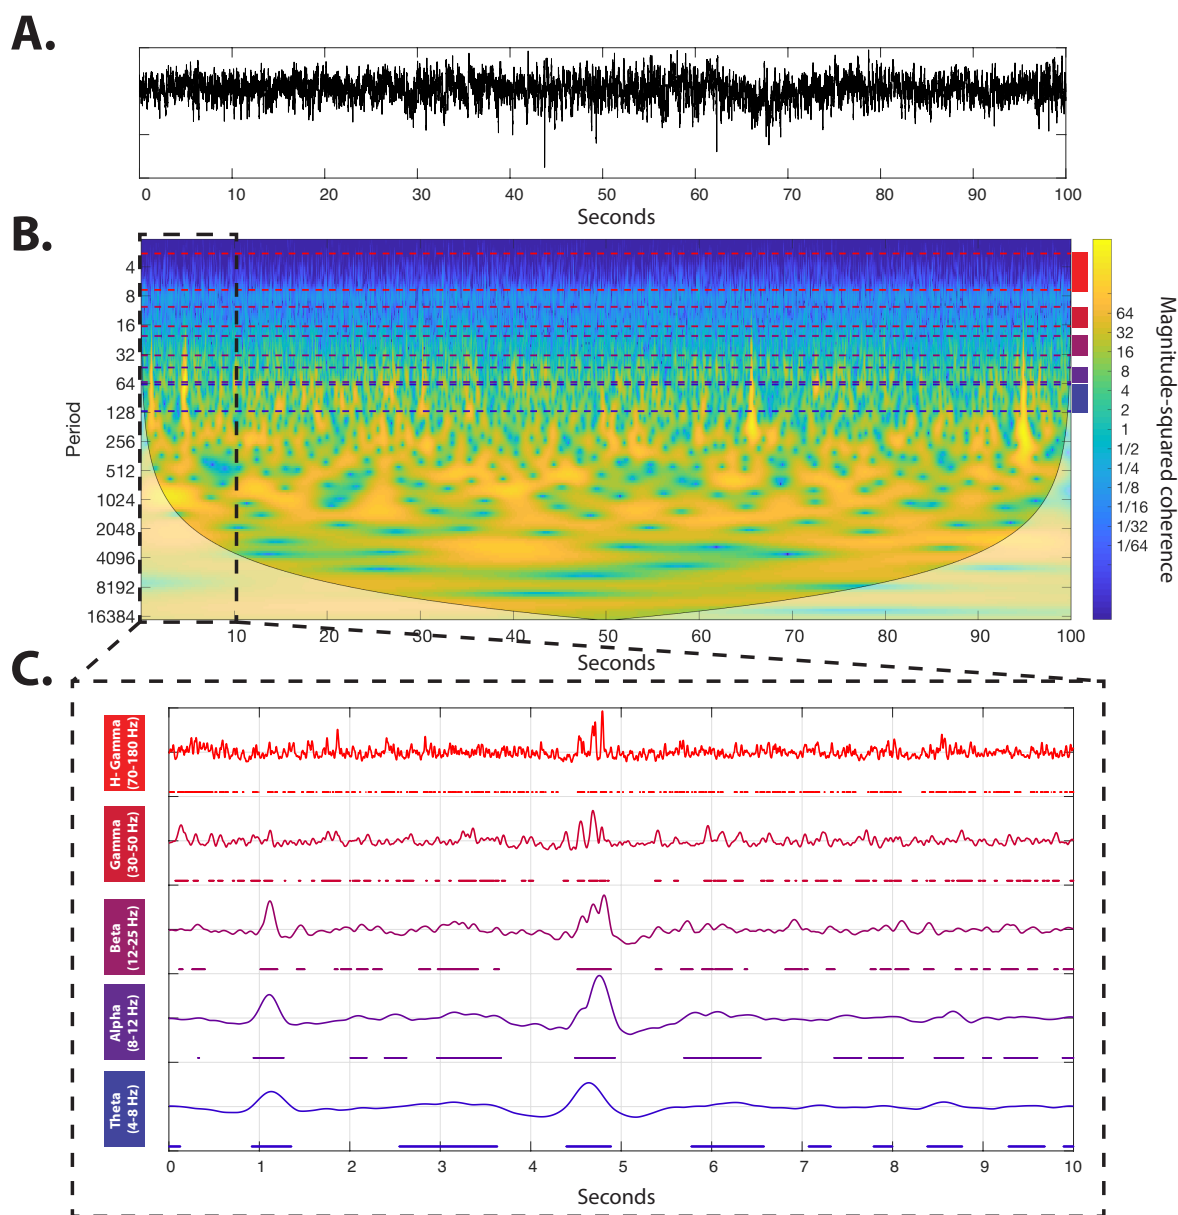 A.
0 10 20 30 40 50 60 70 80 90 100
Seconds
B.
Period
4
8
16
32
64
128
256
512
1024
2048
4096
8192
16384
10 20 30 40 50 60 70 80 90 100
Seconds
64
32
16
8
4
2
1
1/2
1/4
1/8
1/16
1/32
1/64
Magnitude-squared coherence
C.
H- Gamma
(70-180 Hz)
Gamma
(30-50 Hz)
Beta
(12-25 Hz)
Alpha
(8-12 Hz)
Theta
(4-8 Hz)
0 1 2 3 4 5 6 7 8 9 10
Seconds